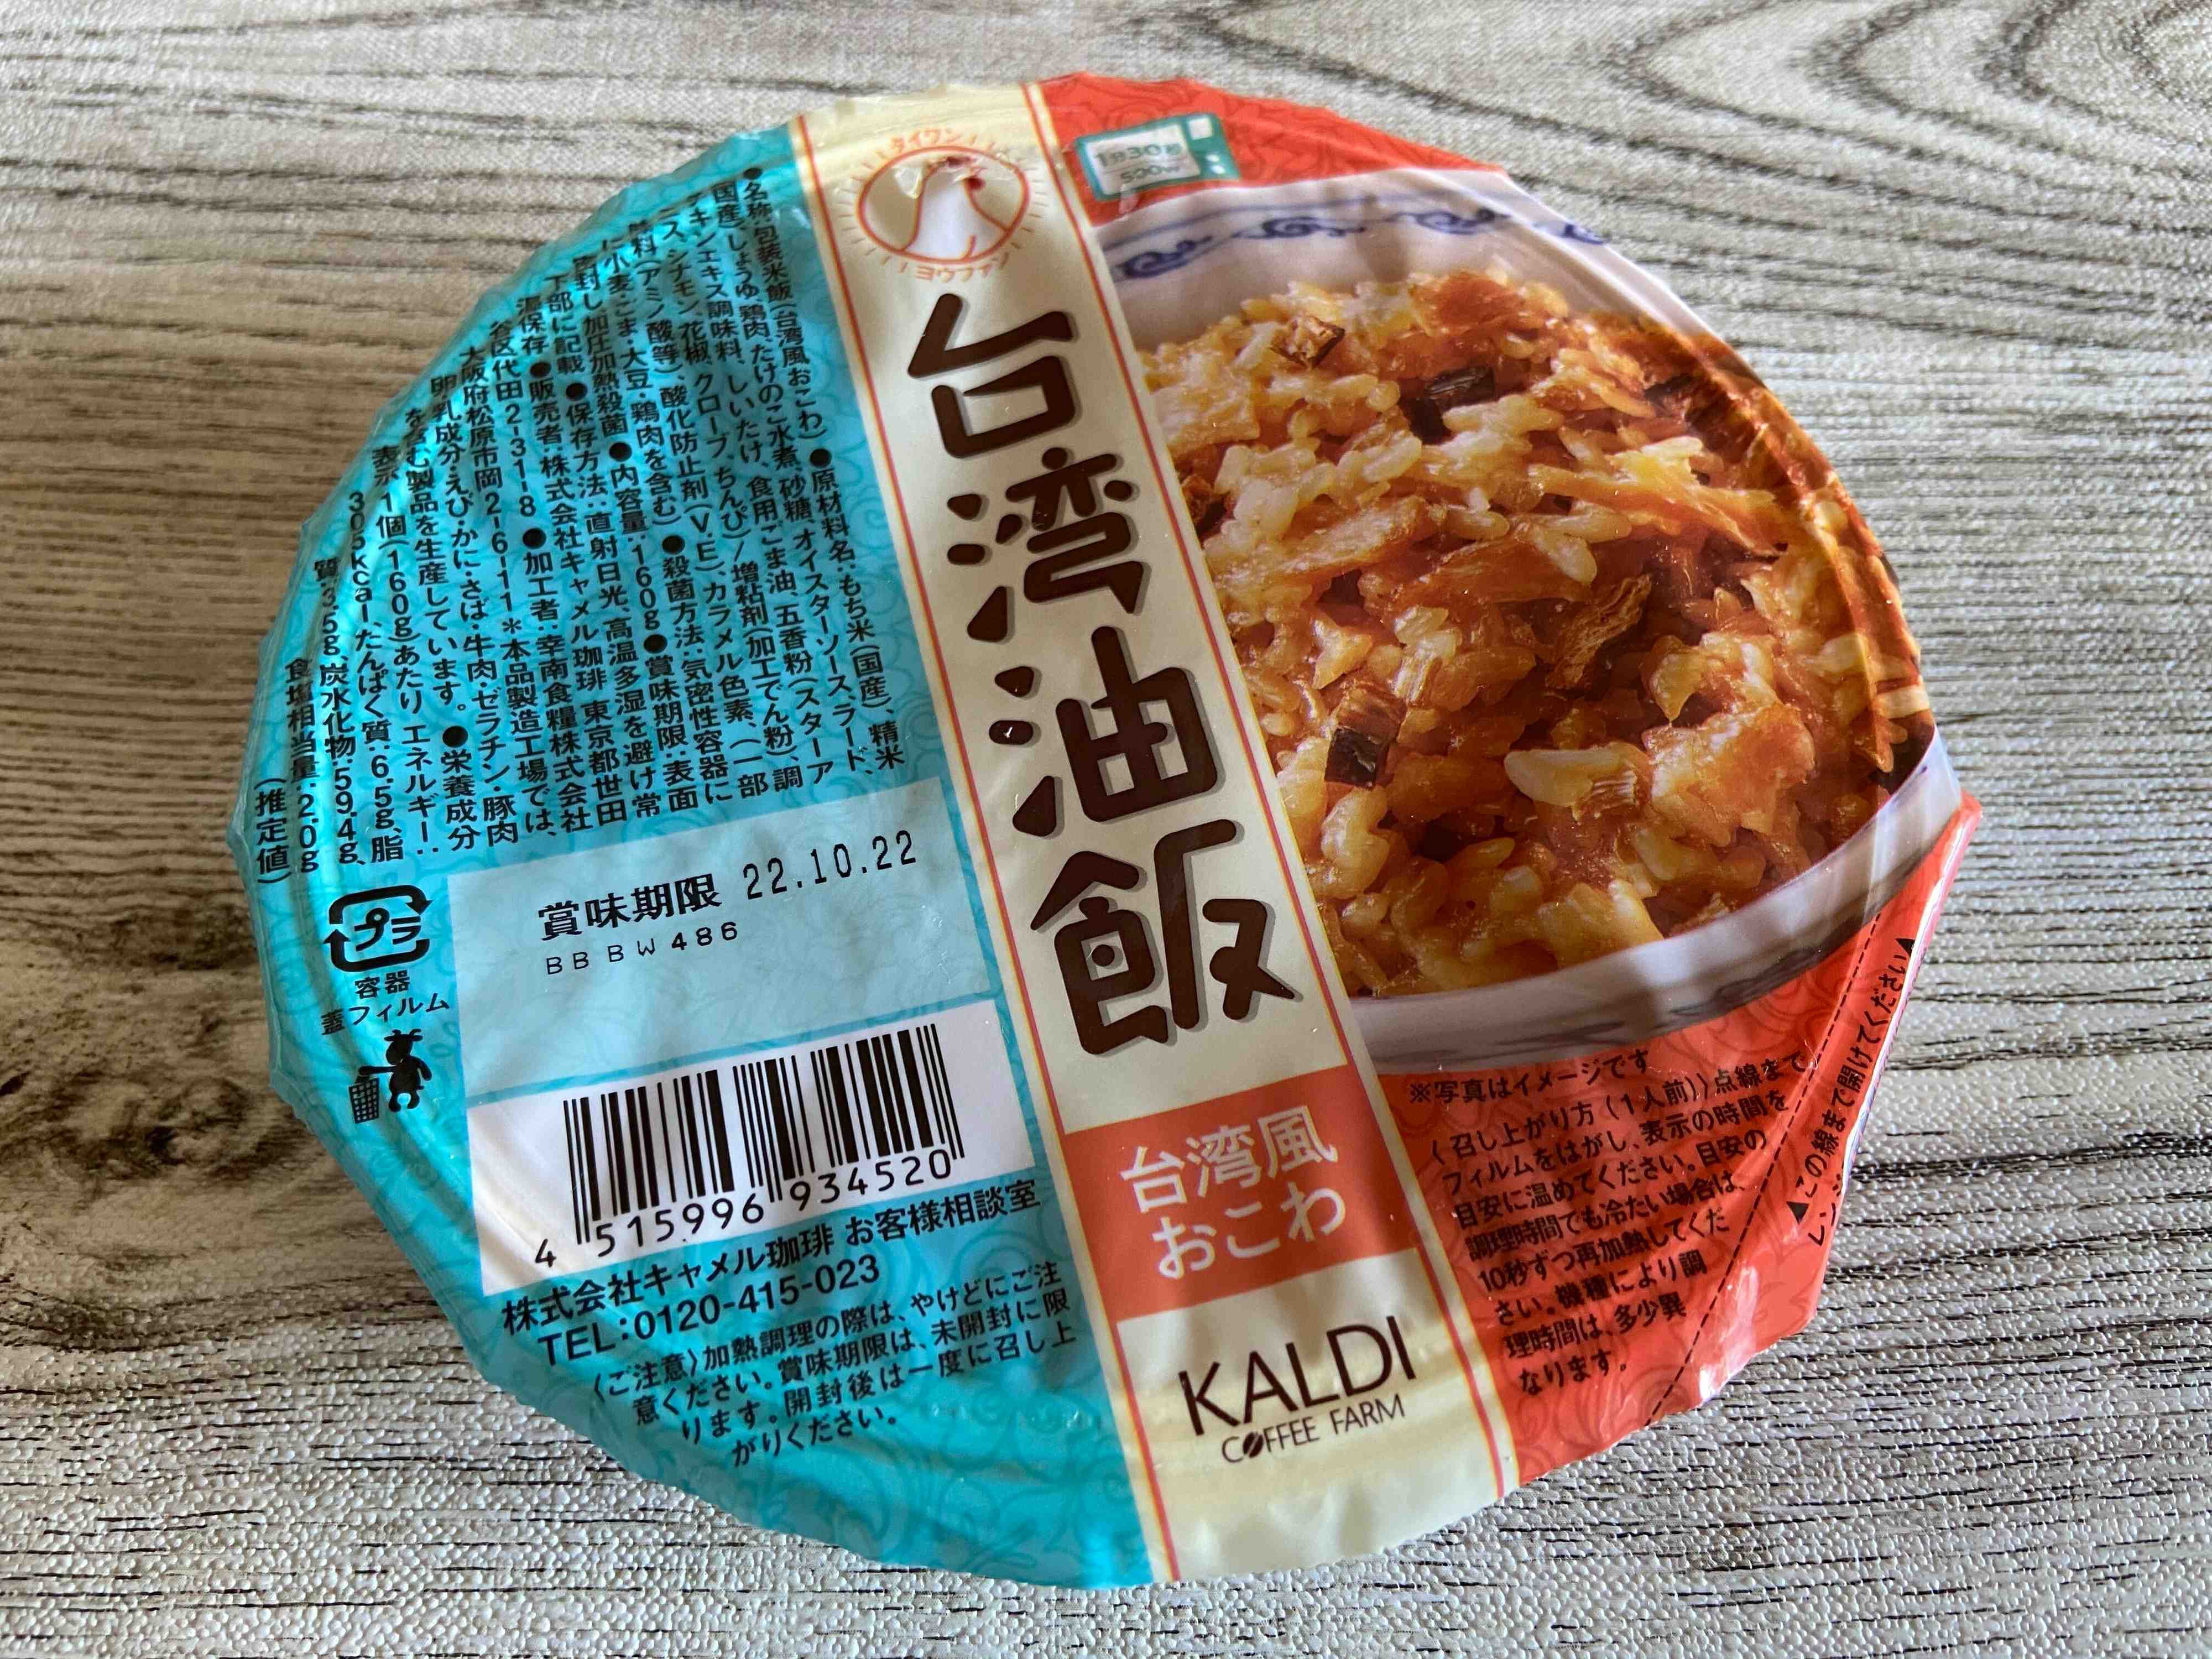 タイワン
ヨウファン
台湾油飯
台湾風
おこわ
KALDI
COFFEE FARM
500w
●名称:包装米飯(台湾風おこわ)●原材料名:もち米(国産)、精米
(国産)、しょうゆ、鶏肉、たけのこ水煮、砂糖、オイスターソース、ラード、
チキンエキス調味料、しいたけ、食用ごま油、五香粉(スターア
ニス、シナモン、花椒、クローブ、ちんぴ)/増粘剤(加工でん粉)、調
味料(アミノ酸等)、酸化防止剤(V.E)、カラメル色素、(一部
に小麦・ごま・大豆・鶏肉を含む)●殺菌方法:気密性容器に
密封し加圧加熱殺菌●内容量:160g●賞味期限:表面
下部に記載●保存方法:直射日光、高温多湿を避け常
温保存●販売者:株式会社キャメル珈琲 東京都世田
谷区代田2-31-8●加工者:幸南食糧株式会社
大阪府松原市岡2-6-11＊本品製造工場では、
卵・乳成分・えび・かに・さば・牛肉・ゼラチン・豚肉
を含む製品を生産しています。●栄養成分
表示1個(160g)あたり エネルギー:
305kcal たんぱく質:6.5g、脂
質:3.5g、炭水化物:59.4g、
食塩相当量:2.0g
(推定値)
プラ
容器
蓋フィルム
賞味期限 22.10.22
BBBW486
4 515996 934520
株式会社キャメル珈琲 お客様相談室
TEL:0120-415-023
〈ご注意〉加熱調理の際は、やけどにご注
意ください。賞味期限は、未開封に限
ります。開封後は一度に召し上
がりください。
※写真はイメージです
〈召し上がり方(1人前)〉点線まで
フィルムをはがし、表示の時間を
目安に温めてください。目安の
調理時間でも冷たい場合は、
10秒ずつ再加熱してくだ
さい。機種により調
理時間は、多少異
なります。
▲この線まで開けてください▲